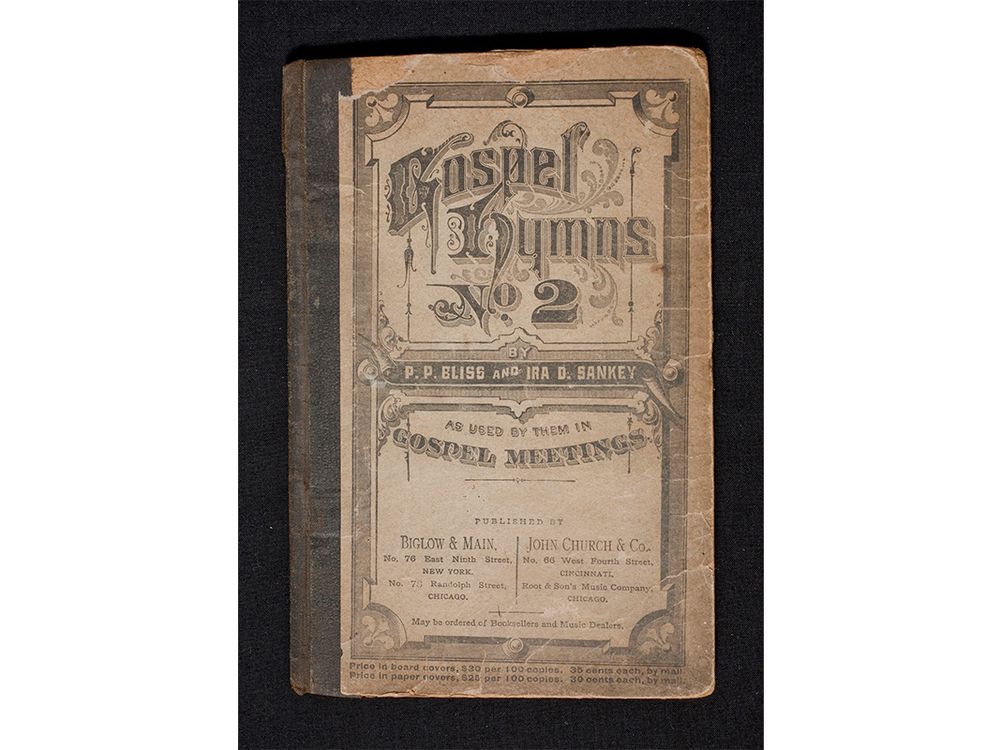 Gospel
Hymns
No. 2
BY
P. P. BLISS AND IRA D. SANKEY
AS USED BY THEM IN
GOSPEL MEETINGS.
PUBLISHED BY
BIGLOW & MAIN,
No. 76 East Ninth Street,
NEW YORK.
No. 73 Randolph Street,
CHICAGO.
JOHN CHURCH & Co.
No. 66 West Fourth Street,
CINCINNATI.
Root & Son's Music Company,
CHICAGO.
May be ordered of Booksellers and Music Dealers.
Price in board covers, $30 per 100 copies. 35 cents each, by mail.
Price in paper covers, $25 per 100 copies. 30 cents each, by mail.